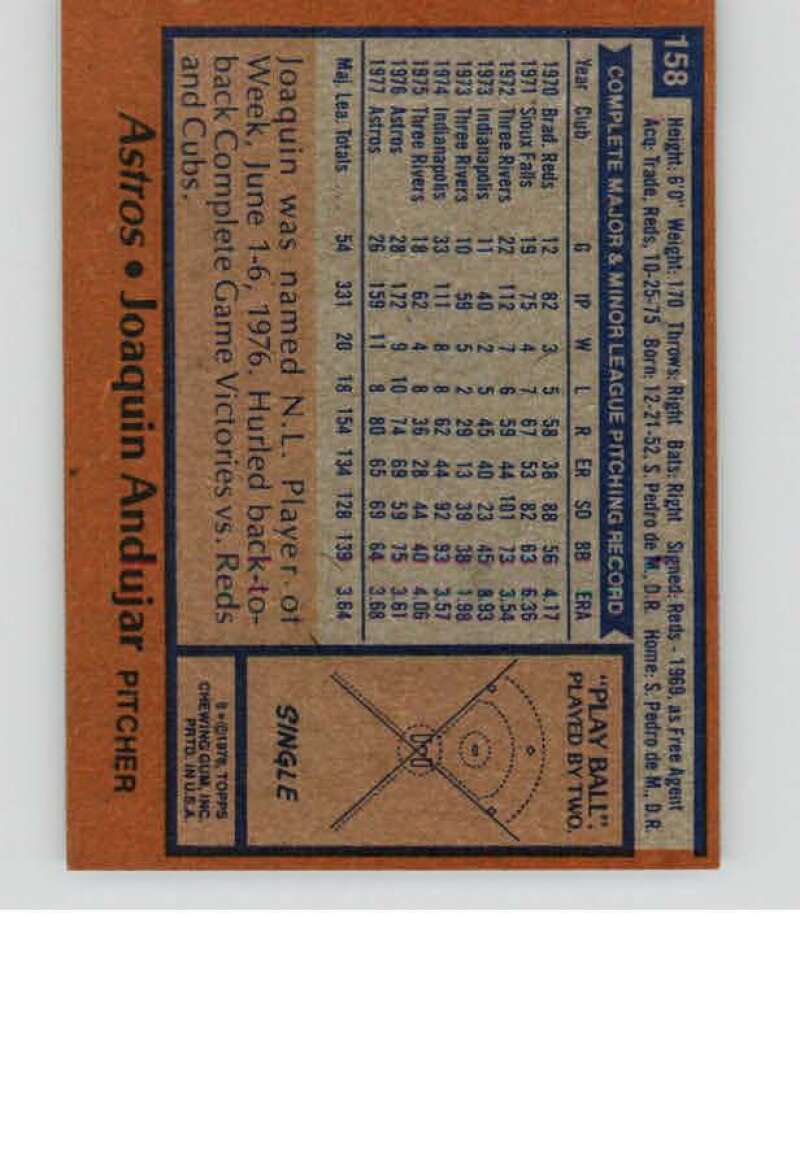 158
Height: 6'0" Weight: 170 Throws: Right Bats: Right Signed: Reds - 1969, as Free Agent
Acq: Trade, Reds, 10-25-75 Born: 12-21-52, S. Pedro de M., D.R. Home: S. Pedro de M., D.R.
COMPLETE MAJOR & MINOR LEAGUE PITCHING RECORD
Year Club G IP W L R ER SO BB ERA
1970 Brad. Reds 12 82 3 5 58 38 88 56 4.17
1971 Sioux Falls 19 75 4 7 67 53 82 63 6.36
1972 Three Rivers 22 112 7 6 59 44 101 73 3.54
1973 Indianapolis 11 40 2 5 45 40 23 45 8.93
1973 Three Rivers 10 59 5 2 29 13 39 38 1.98
1974 Indianapolis 33 111 8 8 62 44 92 93 3.57
1975 Three Rivers 18 62 4 8 36 28 44 40 4.06
1976 Astros 28 172 9 10 74 69 59 75 3.61
1977 Astros 26 159 11 8 80 65 69 64 3.68
Maj. Lea. Totals . . . 54 331 20 18 154 134 128 139 3.64
Joaquin was named N.L. Player of
Week, June 1-6, 1976. Hurled back-to-
back Complete Game Victories vs. Reds
and Cubs.
"PLAY BALL"
PLAYED BY TWO.
SINGLE
©1978, TOPPS
CHEWING GUM, INC.
PRTD. IN U.S.A.
Astros • Joaquin Andujar PITCHER